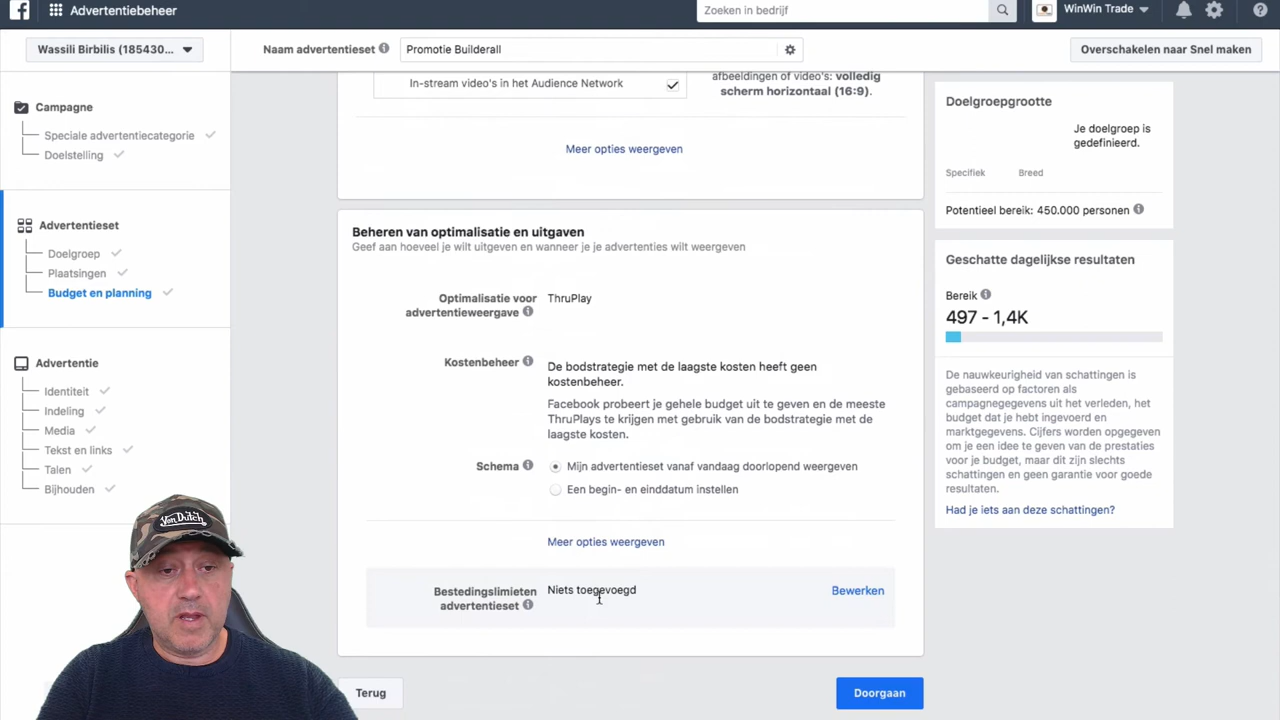 Advertentiebeheer
Zoeken in bedrijf
WinWin Trade
Wassili Birbilis (185430...
Naam advertentieset
Promotie Builderall
Overschakelen naar Snel maken
Campagne
Speciale advertentiecategorie
Doelstelling
Advertentieset
Doelgroep
Plaatsingen
Budget en planning
Advertentie
Identiteit
Indeling
Media
Tekst en links
Talen
Bijhouden
In-stream video's in het Audience Network
afbeeldingen of video's: volledig
scherm horizontaal (16:9).
Meer opties weergeven
Beheren van optimalisatie en uitgaven
Geef aan hoeveel je wilt uitgeven en wanneer je je advertenties wilt weergeven
Optimalisatie voor
advertentieweergave
ThruPlay
Kostenbeheer
De bodstrategie met de laagste kosten heeft geen
kostenbeheer.
Facebook probeert je gehele budget uit te geven en de meeste
ThruPlays te krijgen met gebruik van de bodstrategie met de
laagste kosten.
Schema
Mijn advertentieset vanaf vandaag doorlopend weergeven
Een begin- en einddatum instellen
Meer opties weergeven
Bestedingslimieten
advertentieset
Niets toegevoegd
Bewerken
Terug
Doorgaan
Doelgroepgrootte
Je doelgroep is
gedefinieerd.
Specifiek
Breed
Potentieel bereik: 450.000 personen
Geschatte dagelijkse resultaten
Bereik
497 - 1,4K
De nauwkeurigheid van schattingen is
gebaseerd op factoren als
campagnegegevens uit het verleden, het
budget dat je hebt ingevoerd en
marktgegevens. Cijfers worden opgegeven
om je een idee te geven van de prestaties
voor je budget, maar dit zijn slechts
schattingen en geen garantie voor goede
resultaten.
Had je iets aan deze schattingen?
Von Dutch